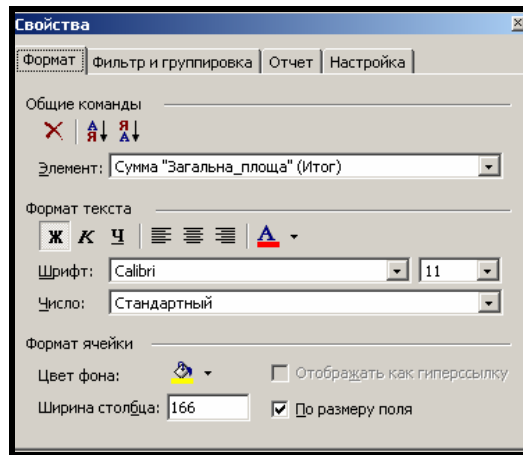 Свойства
Формат Фильтр и группировка Отчет Настройка
Общие команды
Элемент: Сумма "Загальна_площа" (Итог)
Формат текста
Ж К Ч A
Шрифт: Calibri 11
Число: Стандартный
Формат ячейки
Цвет фона: Отображать как гиперссылку
Ширина столбца: 166 По размеру поля